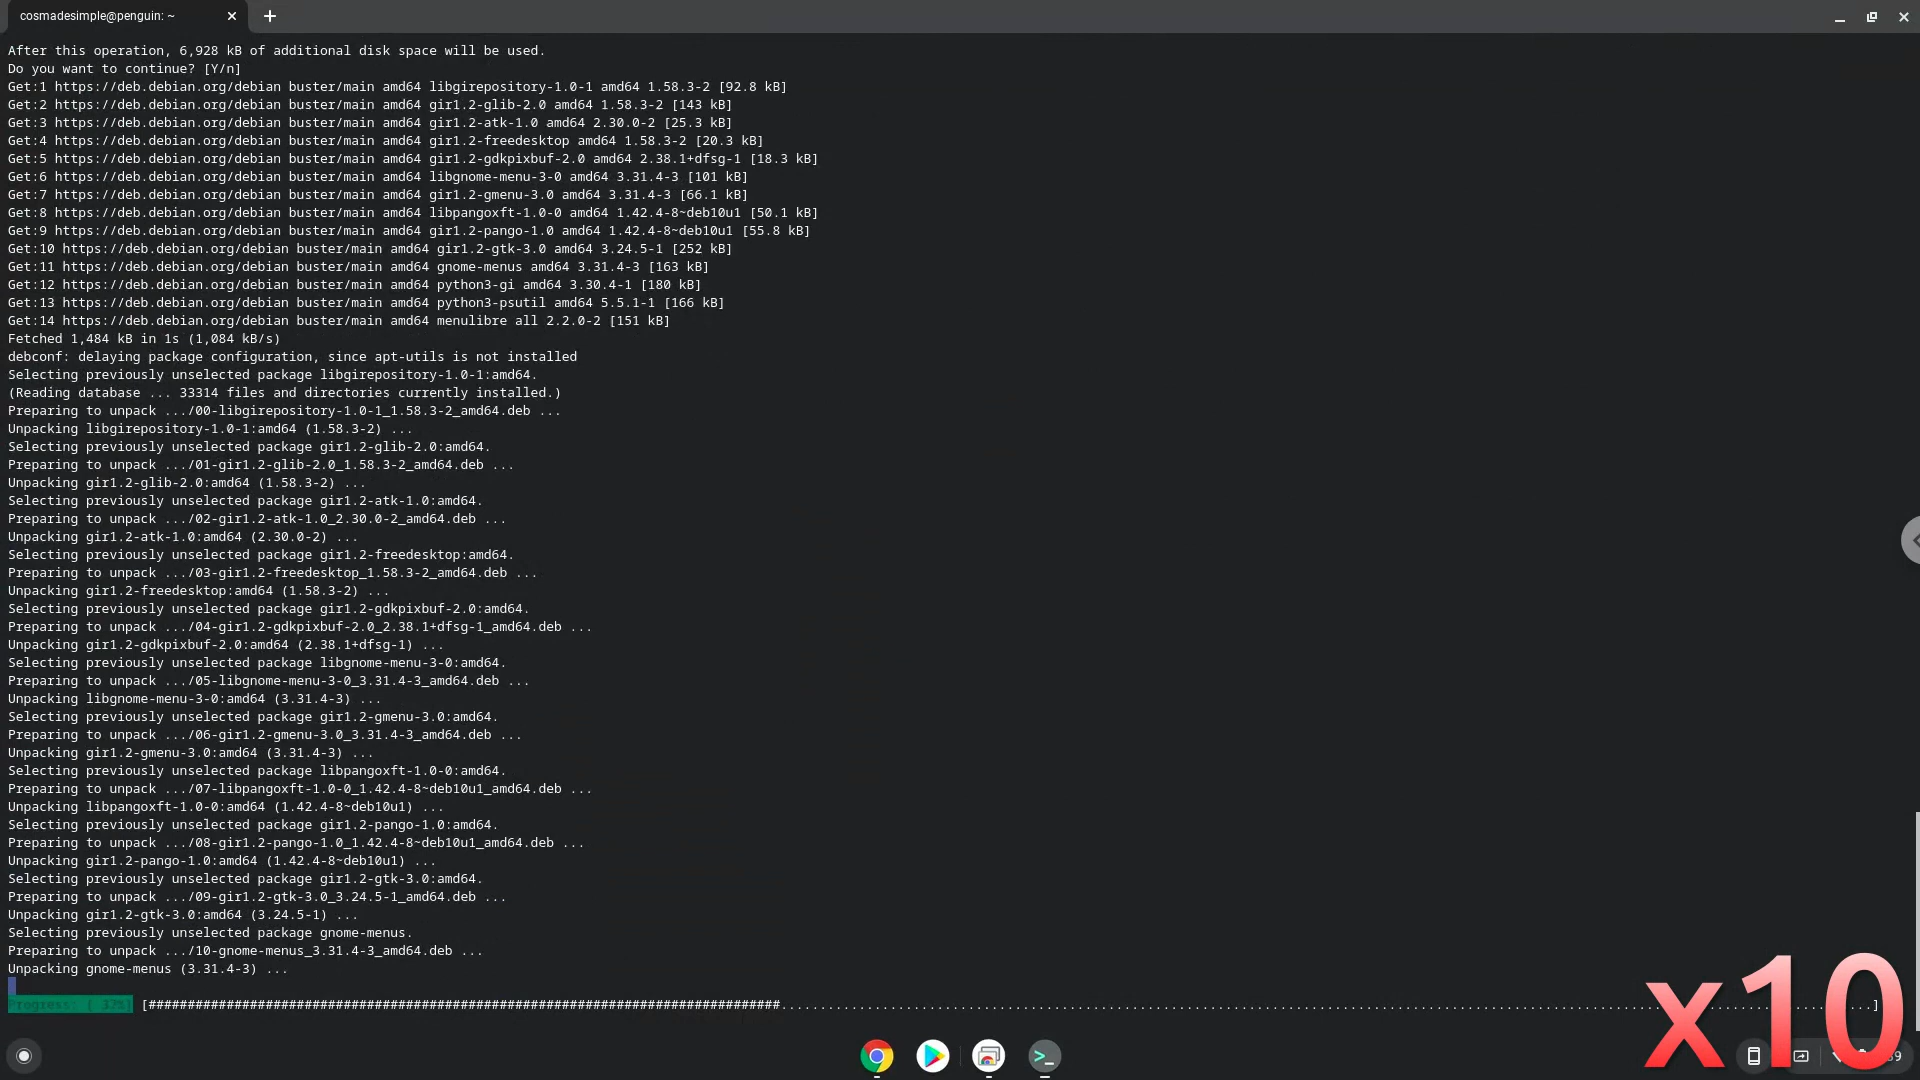 cosmadesimple@penguin: ~
After this operation, 6,928 kB of additional disk space will be used.
Do you want to continue? [Y/n]
Get:1 https://deb.debian.org/debian buster/main amd64 libgirepository-1.0-1 amd64 1.58.3-2 [92.8 kB]
Get:2 https://deb.debian.org/debian buster/main amd64 gir1.2-glib-2.0 amd64 1.58.3-2 [143 kB]
Get:3 https://deb.debian.org/debian buster/main amd64 gir1.2-atk-1.0 amd64 2.30.0-2 [25.3 kB]
Get:4 https://deb.debian.org/debian buster/main amd64 gir1.2-freedesktop amd64 1.58.3-2 [20.3 kB]
Get:5 https://deb.debian.org/debian buster/main amd64 gir1.2-gdkpixbuf-2.0 amd64 2.38.1+dfsg-1 [18.3 kB]
Get:6 https://deb.debian.org/debian buster/main amd64 libgnome-menu-3-0 amd64 3.31.4-3 [101 kB]
Get:7 https://deb.debian.org/debian buster/main amd64 gir1.2-gmenu-3.0 amd64 3.31.4-3 [66.1 kB]
Get:8 https://deb.debian.org/debian buster/main amd64 libpangoxft-1.0-0 amd64 1.42.4-8~deb10u1 [50.1 kB]
Get:9 https://deb.debian.org/debian buster/main amd64 gir1.2-pango-1.0 amd64 1.42.4-8~deb10u1 [55.8 kB]
Get:10 https://deb.debian.org/debian buster/main amd64 gir1.2-gtk-3.0 amd64 3.24.5-1 [252 kB]
Get:11 https://deb.debian.org/debian buster/main amd64 gnome-menus amd64 3.31.4-3 [163 kB]
Get:12 https://deb.debian.org/debian buster/main amd64 python3-gi amd64 3.30.4-1 [180 kB]
Get:13 https://deb.debian.org/debian buster/main amd64 python3-psutil amd64 5.5.1-1 [166 kB]
Get:14 https://deb.debian.org/debian buster/main amd64 menulibre all 2.2.0-2 [151 kB]
Fetched 1,484 kB in 1s (1,084 kB/s)
debconf: delaying package configuration, since apt-utils is not installed
Selecting previously unselected package libgirepository-1.0-1:amd64.
(Reading database ... 33314 files and directories currently installed.)
Preparing to unpack .../00-libgirepository-1.0-1_1.58.3-2_amd64.deb ...
Unpacking libgirepository-1.0-1:amd64 (1.58.3-2) ...
Selecting previously unselected package gir1.2-glib-2.0:amd64.
Preparing to unpack .../01-gir1.2-glib-2.0_1.58.3-2_amd64.deb ...
Unpacking gir1.2-glib-2.0:amd64 (1.58.3-2) ...
Selecting previously unselected package gir1.2-atk-1.0:amd64.
Preparing to unpack .../02-gir1.2-atk-1.0_2.30.0-2_amd64.deb ...
Unpacking gir1.2-atk-1.0:amd64 (2.30.0-2) ...
Selecting previously unselected package gir1.2-freedesktop:amd64.
Preparing to unpack .../03-gir1.2-freedesktop_1.58.3-2_amd64.deb ...
Unpacking gir1.2-freedesktop:amd64 (1.58.3-2) ...
Selecting previously unselected package gir1.2-gdkpixbuf-2.0:amd64.
Preparing to unpack .../04-gir1.2-gdkpixbuf-2.0_2.38.1+dfsg-1_amd64.deb ...
Unpacking gir1.2-gdkpixbuf-2.0:amd64 (2.38.1+dfsg-1) ...
Selecting previously unselected package libgnome-menu-3-0:amd64.
Preparing to unpack .../05-libgnome-menu-3-0_3.31.4-3_amd64.deb ...
Unpacking libgnome-menu-3-0:amd64 (3.31.4-3) ...
Selecting previously unselected package gir1.2-gmenu-3.0:amd64.
Preparing to unpack .../06-gir1.2-gmenu-3.0_3.31.4-3_amd64.deb ...
Unpacking gir1.2-gmenu-3.0:amd64 (3.31.4-3) ...
Selecting previously unselected package libpangoxft-1.0-0:amd64.
Preparing to unpack .../07-libpangoxft-1.0-0_1.42.4-8~deb10u1_amd64.deb ...
Unpacking libpangoxft-1.0-0:amd64 (1.42.4-8~deb10u1) ...
Selecting previously unselected package gir1.2-pango-1.0:amd64.
Preparing to unpack .../08-gir1.2-pango-1.0_1.42.4-8~deb10u1_amd64.deb ...
Unpacking gir1.2-pango-1.0:amd64 (1.42.4-8~deb10u1) ...
Selecting previously unselected package gir1.2-gtk-3.0:amd64.
Preparing to unpack .../09-gir1.2-gtk-3.0_3.24.5-1_amd64.deb ...
Unpacking gir1.2-gtk-3.0:amd64 (3.24.5-1) ...
Selecting previously unselected package gnome-menus.
Preparing to unpack .../10-gnome-menus_3.31.4-3_amd64.deb ...
Unpacking gnome-menus (3.31.4-3) ...
Progress: [ 32%]
x10